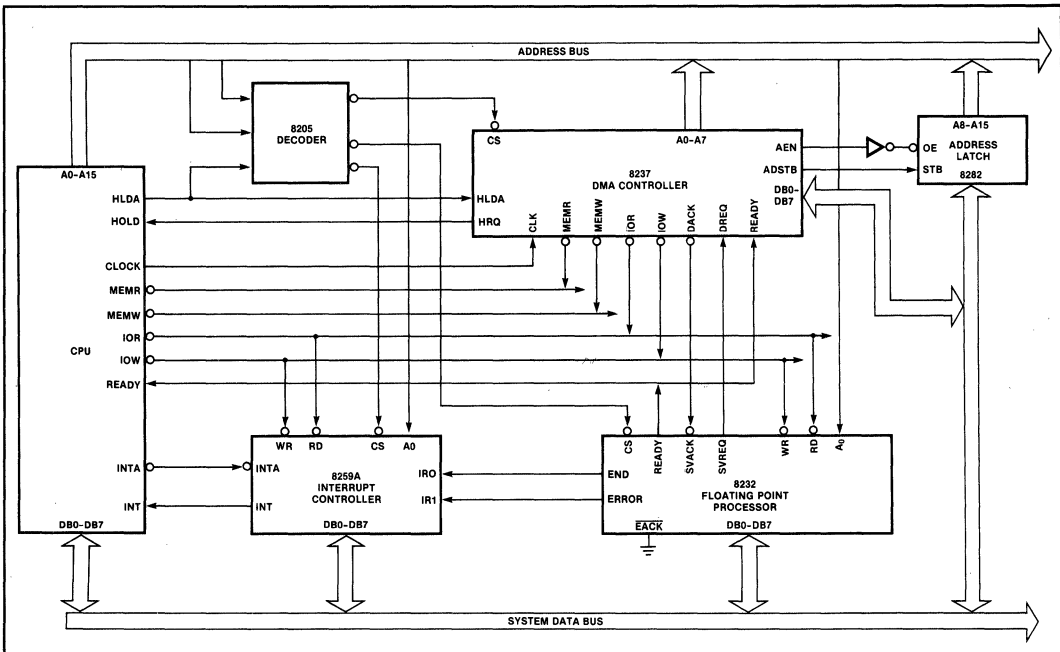 ADDRESS BUS
8205
DECODER
CS
A0-A7
8237
DMA CONTROLLER
AEN
ADSTB
DB0-
DB7
HLDA
HRQ
CLK
MEMR
MEMW
IOR
IOW
DACK
DREQ
READY
A8-A15
OE
ADDRESS
LATCH
STB
8282
A0-A15
HLDA
HOLD
CLOCK
MEMR
MEMW
IOR
CPU
IOW
READY
INTA
INT
DB0-DB7
WR
RD
CS
A0
INTA
8259A
INTERRUPT
CONTROLLER
IR0
IR1
INT
DB0-DB7
CS
READY
SVACK
SVREQ
WR
RD
A0
END
8232
FLOATING POINT
PROCESSOR
ERROR
EACK
DB0-DB7
SYSTEM DATA BUS